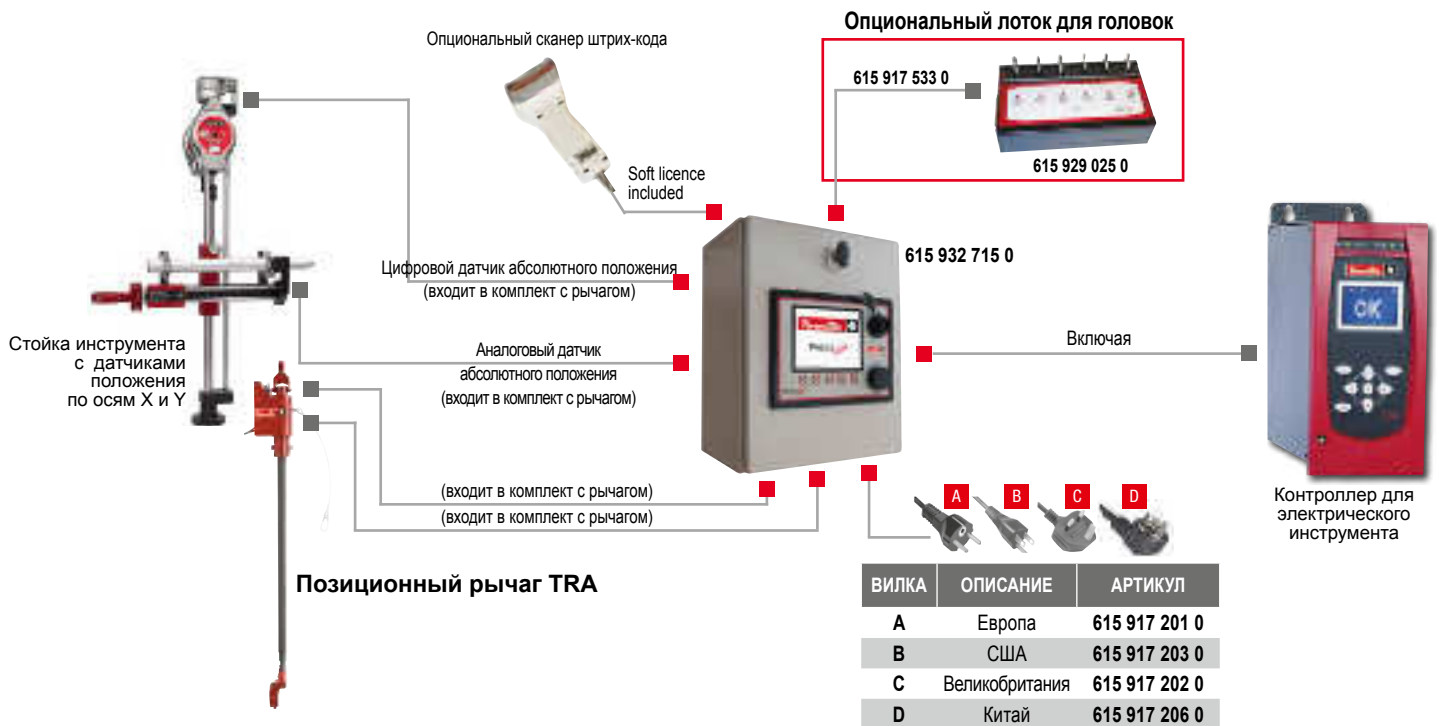 Опциональный лоток для головок
Опциональный сканер штрих-кода
615 917 533 0
615 929 025 0
Soft licence
included
615 932 715 0
Цифровой датчик абсолютного положения
(входит в комплект с рычагом)
Стойка инструмента
с датчиками
положения
по осям X и Y
Аналоговый датчик
абсолютного положения
(входит в комплект с рычагом)
Включая
OK
(входит в комплект с рычагом)
(входит в комплект с рычагом)
Позиционный рычаг TRA
Контроллер для
электрического
инструмента
A B C D
ВИЛКА ОПИСАНИЕ АРТИКУЛ
A Европа 615 917 201 0
B США 615 917 203 0
C Великобритания 615 917 202 0
D Китай 615 917 206 0